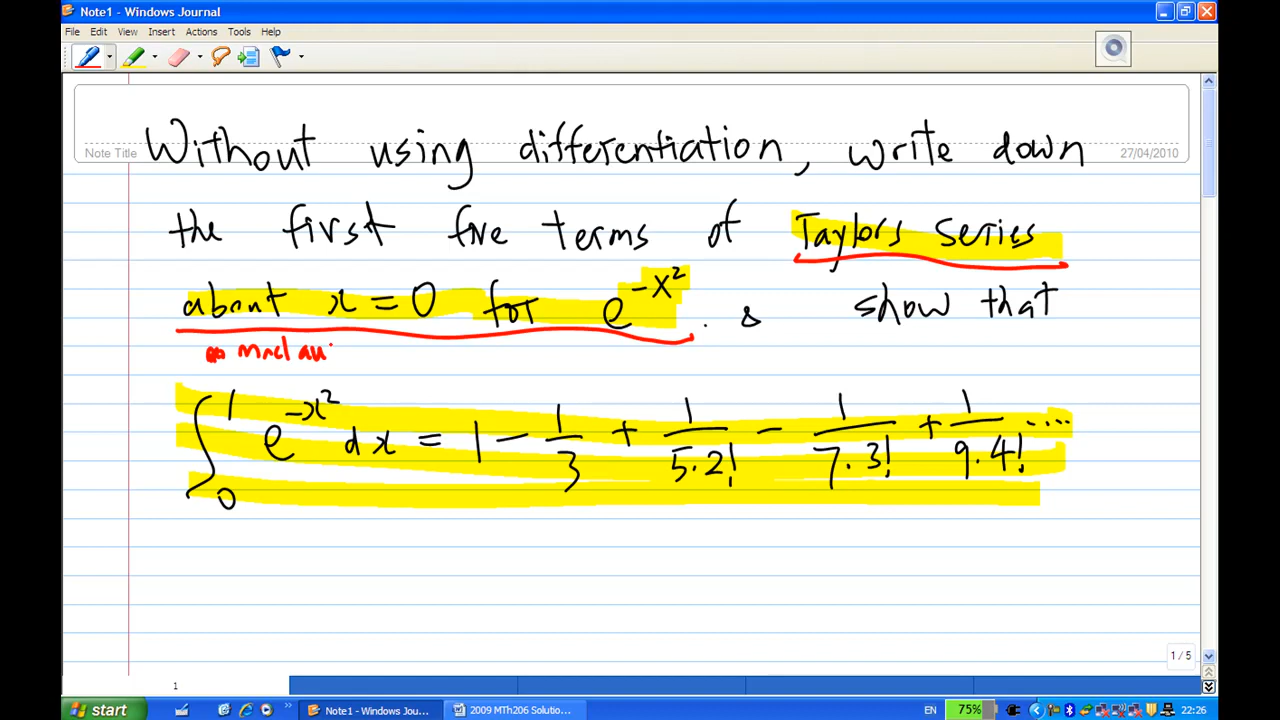 Note1 - Windows Journal
File Edit View Insert Actions Tools Help
Without using differentiation, write down
Note Title
27/04/2010
the first five terms of Taylors series
about x = 0 for e^{-x^2} . & show that
∫_0^1 e^{-x^2} dx = 1 - 1/3 + 1/(5.2!) - 1/(7.3!) + 1/(9.4!) ....
1 / 5
1
start Note1 - Windows Jour... 2009 MTh206 Solutio... EN 75% 22:26